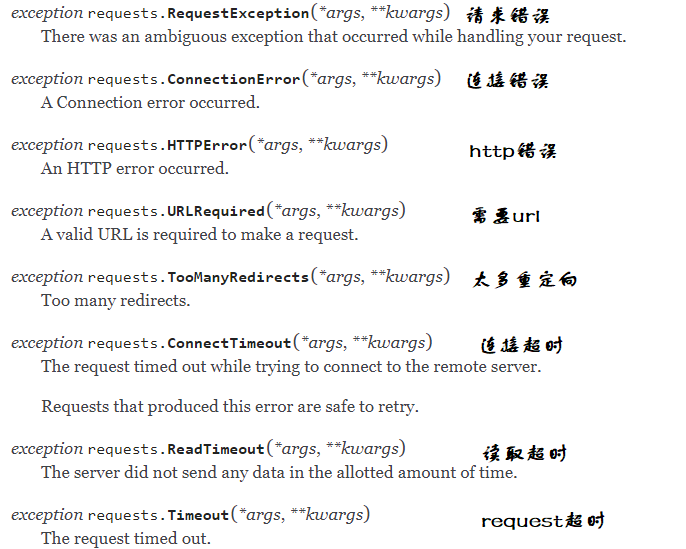 exception requests.RequestException(*args, **kwargs) 请求错误
There was an ambiguous exception that occurred while handling your request.
exception requests.ConnectionError(*args, **kwargs) 连接错误
A Connection error occurred.
exception requests.HTTPError(*args, **kwargs) http错误
An HTTP error occurred.
exception requests.URLRequired(*args, **kwargs) 需要url
A valid URL is required to make a request.
exception requests.TooManyRedirects(*args, **kwargs) 太多重定向
Too many redirects.
exception requests.ConnectTimeout(*args, **kwargs) 连接超时
The request timed out while trying to connect to the remote server.
Requests that produced this error are safe to retry.
exception requests.ReadTimeout(*args, **kwargs) 读取超时
The server did not send any data in the allotted amount of time.
exception requests.Timeout(*args, **kwargs) request超时
The request timed out.